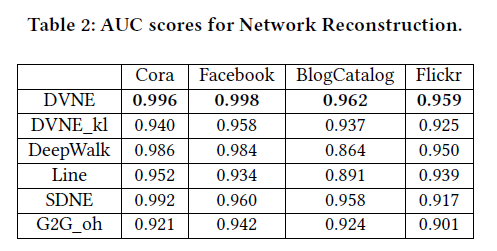 Table 2: AUC scores for Network Reconstruction.
Cora Facebook BlogCatalog Flickr
DVNE 0.996 0.998 0.962 0.959
DVNE_kl 0.940 0.958 0.937 0.925
DeepWalk 0.986 0.984 0.864 0.950
Line 0.952 0.934 0.891 0.939
SDNE 0.992 0.960 0.958 0.917
G2G_oh 0.921 0.942 0.924 0.901